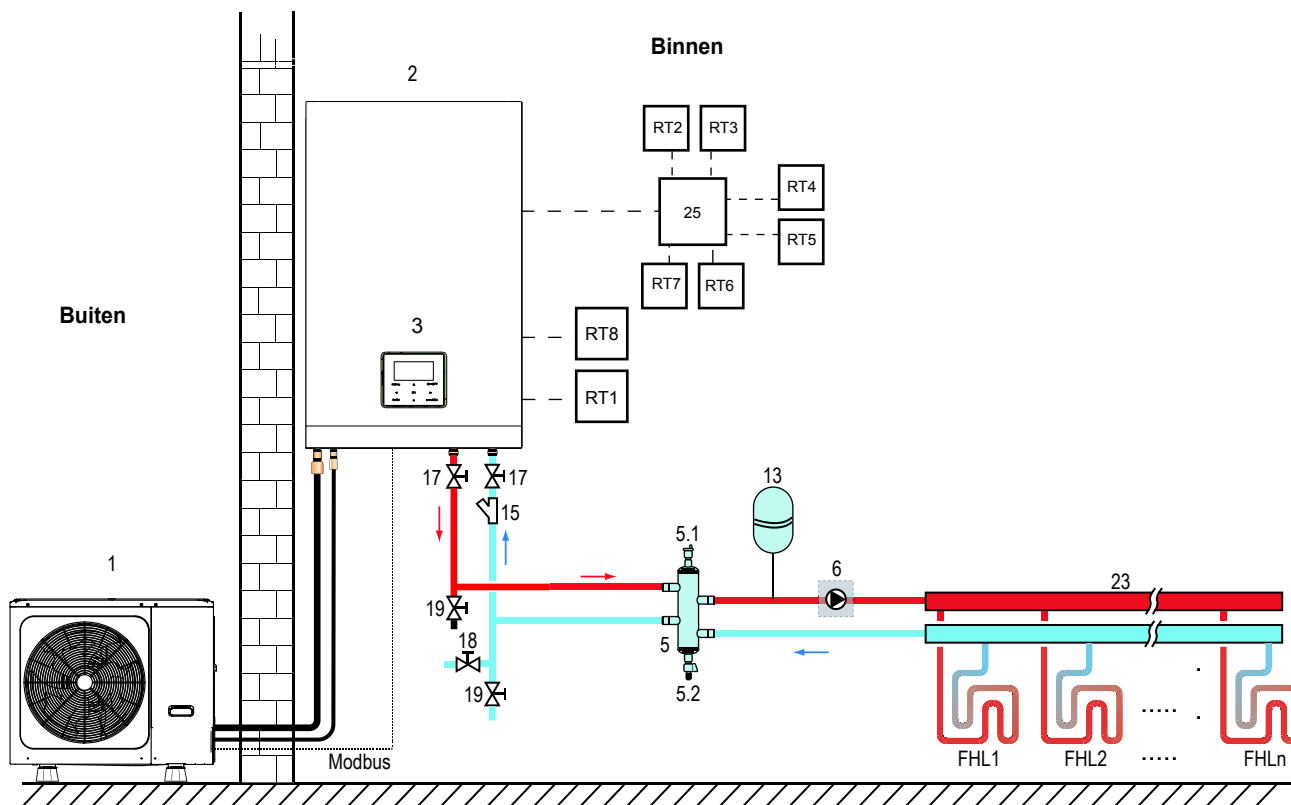 Binnen
2
RT2
RT3
RT4
25
RT5
RT7
RT6
Buiten
3
RT8
RT1
17
17
13
15
5.1
1
6
23
19
18
5
19
5.2
Modbus
FHL1
FHL2
.....
.....
FHLn